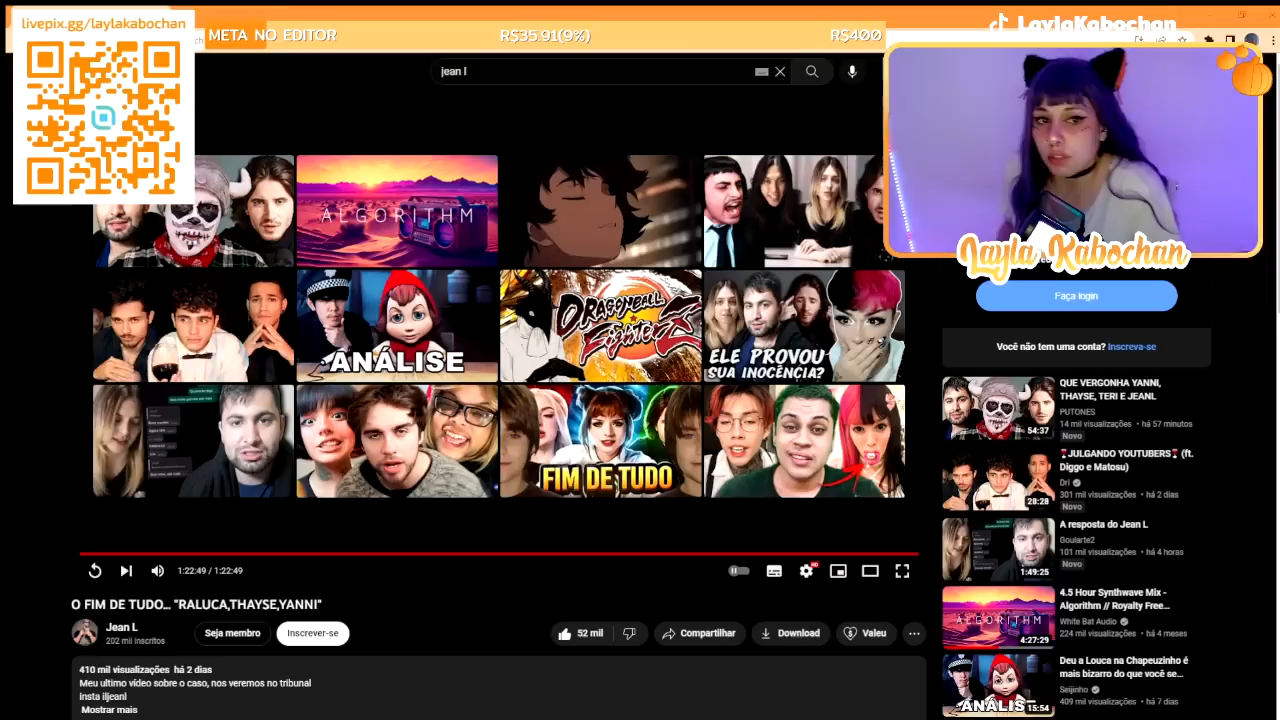 livepix.gg/laylakabochan
META NO EDITOR
R$35.91(9%)
R$400
LaylaKabochan
jean l
Layla Kabochan
ALGORITHM
ANÁLISE
DRAGONBALL
FIGHTERZ
ELE PROVOU
SUA INOCÊNCIA?
FIM DE TUDO
Faça login
Você não tem uma conta? Inscreva-se
QUE VERGONHA YANNI,
THAYSE, TERI E JEANL
PUTONES
14 mil visualizações • há 57 minutos
Novo
54:37
🍷JULGANDO YOUTUBERS🍷 (ft.
Diggo e Matosu)
Dri
301 mil visualizações • há 2 dias
Novo
28:28
A resposta do Jean L
Goularte2
101 mil visualizações • há 4 horas
Novo
1:49:25
4.5 Hour Synthwave Mix -
Algorithm // Royalty Free...
White Bat Audio
224 mil visualizações • há 4 meses
ALGORITHM
4:27:29
Deu a Louca na Chapeuzinho é
mais bizarro do que você se...
Seijinho
409 mil visualizações • há 7 dias
ANÁLIS
15:54
1:22:49 / 1:22:49
HD
O FIM DE TUDO... "RALUCA,THAYSE,YANNI"
Jean L
202 mil inscritos
Seja membro
Inscrever-se
52 mil
Compartilhar
Download
Valeu
410 mil visualizações há 2 dias
Meu ultimo vídeo sobre o caso, nos veremos no tribunal
insta iljeanl
Mostrar mais